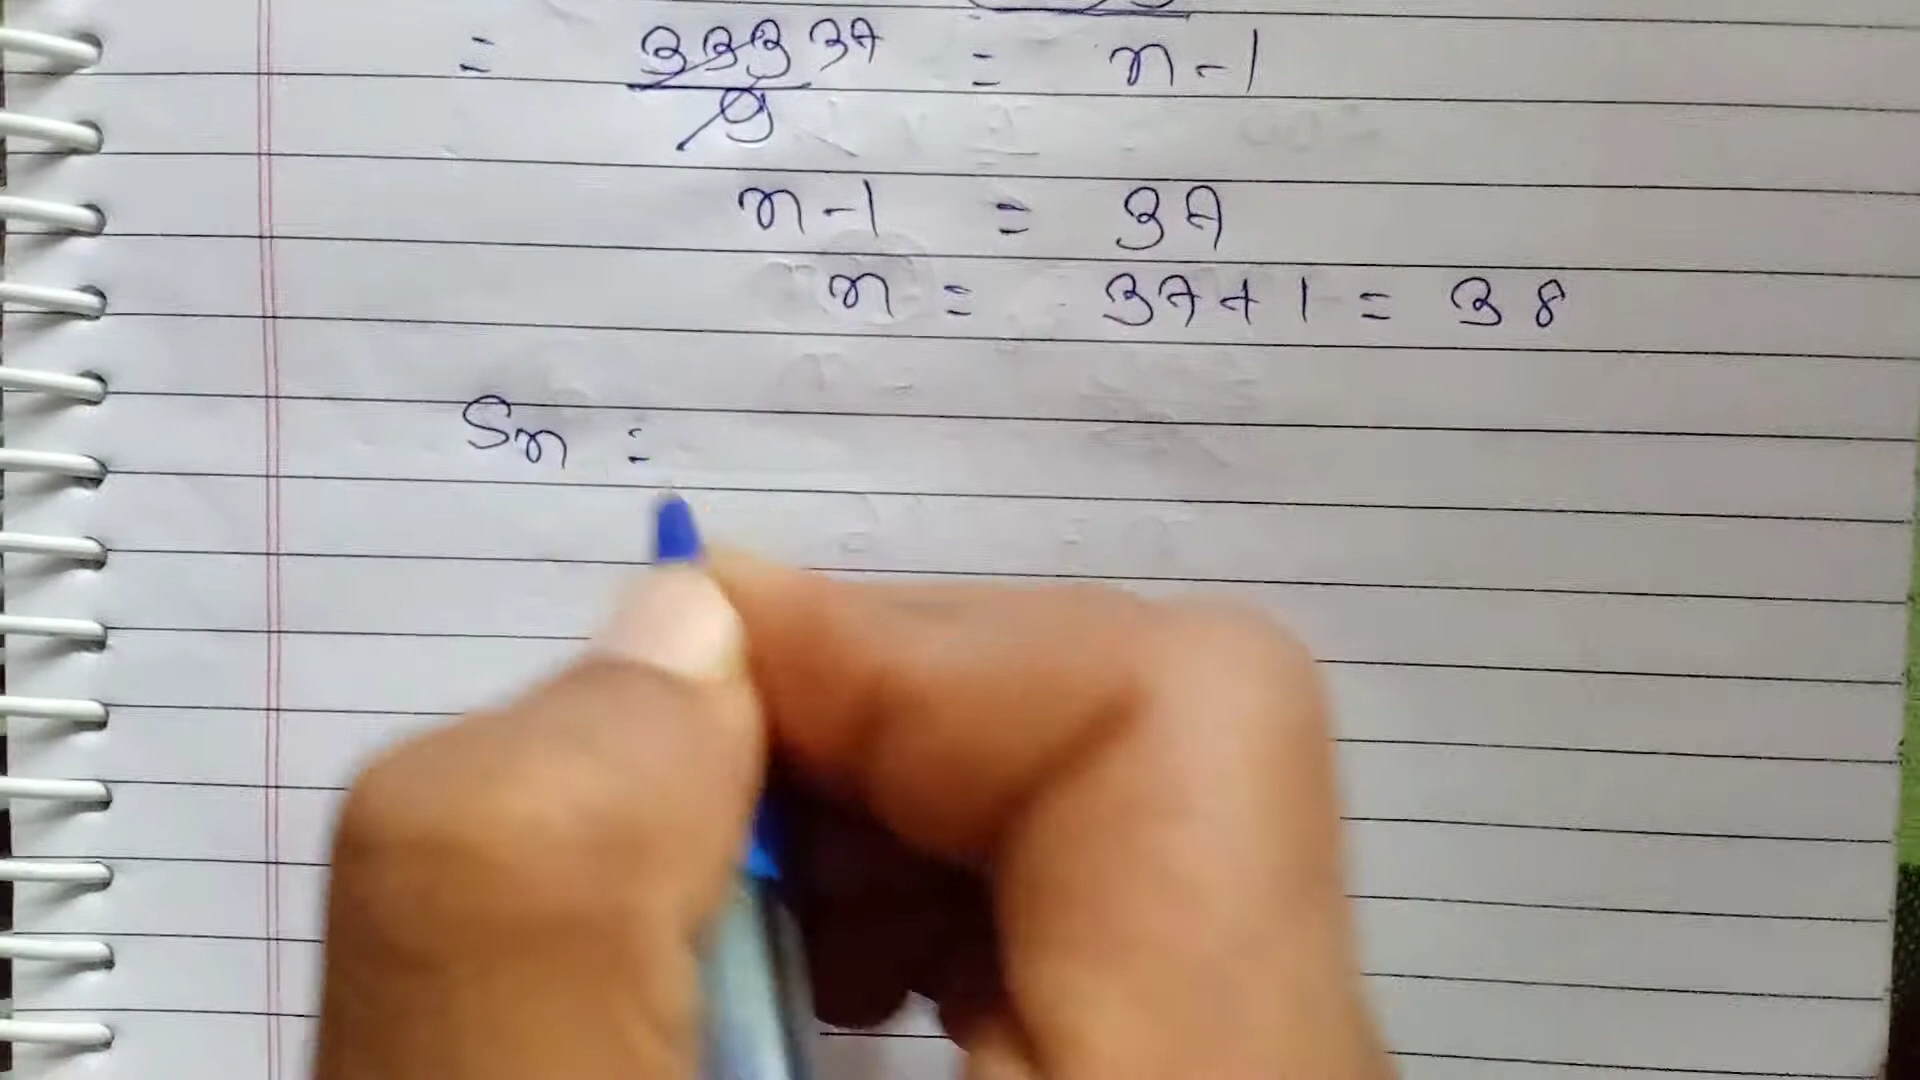 = 333 37 / 9 = n - 1
n - 1 = 37
n = 37 + 1 = 38
Sn =